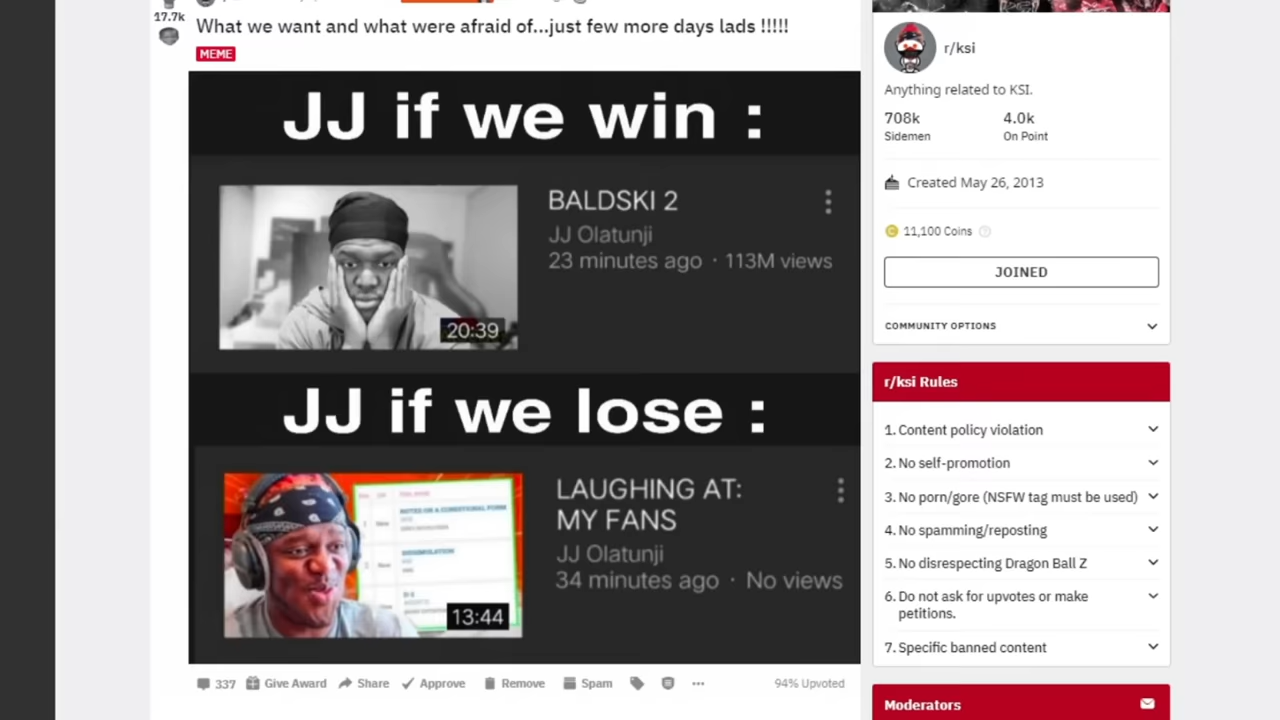 17.7k
What we want and what were afraid of...just few more days lads !!!!!
MEME
JJ if we win :
BALDSKI 2
JJ Olatunji
23 minutes ago · 113M views
20:39
JJ if we lose :
LAUGHING AT:
MY FANS
JJ Olatunji
34 minutes ago · No views
13:44
337
Give Award
Share
Approve
Remove
Spam
94% Upvoted
r/ksi
Anything related to KSI.
708k
4.0k
Sidemen
On Point
Created May 26, 2013
11,100 Coins
JOINED
COMMUNITY OPTIONS
r/ksi Rules
1. Content policy violation
2. No self-promotion
3. No porn/gore (NSFW tag must be used)
4. No spamming/reposting
5. No disrespecting Dragon Ball Z
6. Do not ask for upvotes or make
petitions.
7. Specific banned content
Moderators